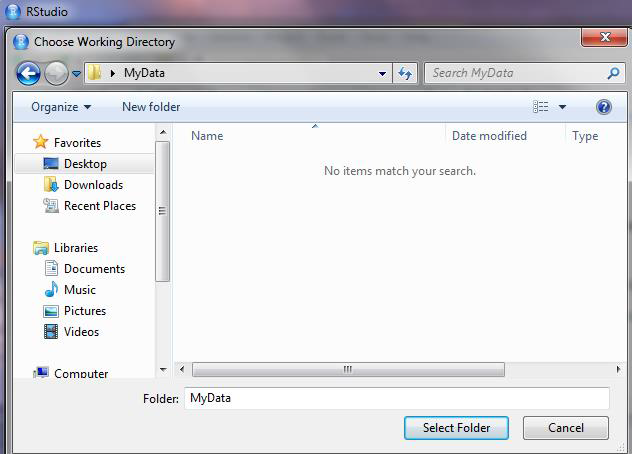 RStudio
Choose Working Directory
MyData
Search MyData
Organize
New folder
Name
Date modified
Type
No items match your search.
Favorites
Desktop
Downloads
Recent Places
Libraries
Documents
Music
Pictures
Videos
Computer
Folder: MyData
Select Folder
Cancel